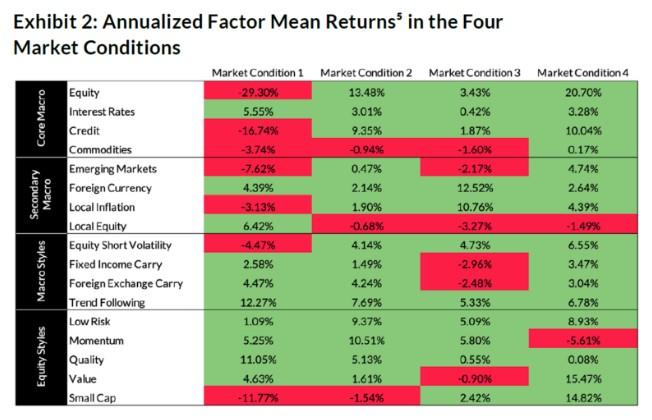 Exhibit 2: Annualized Factor Mean Returns⁵ in the Four
Market Conditions
Market Condition 1 Market Condition 2 Market Condition 3 Market Condition 4
Core Macro
Equity -29.30% 13.48% 3.43% 20.70%
Interest Rates 5.55% 3.01% 0.42% 3.28%
Credit -16.74% 9.35% 1.87% 10.04%
Commodities -3.74% -0.94% -1.60% 0.17%
Secondary
Macro
Emerging Markets -7.62% 0.47% -2.17% 4.74%
Foreign Currency 4.39% 2.14% 12.52% 2.64%
Local Inflation -3.13% 1.90% 10.76% 4.39%
Local Equity 6.42% -0.68% -3.27% -1.49%
Macro Styles
Equity Short Volatility -4.47% 4.14% 4.73% 6.55%
Fixed Income Carry 2.58% 1.49% -2.96% 3.47%
Foreign Exchange Carry 4.47% 4.24% -2.48% 3.04%
Trend Following 12.27% 7.69% 5.33% 6.78%
Equity Styles
Low Risk 1.09% 9.37% 5.09% 8.93%
Momentum 5.25% 10.51% 5.80% -5.61%
Quality 11.05% 5.13% 0.55% 0.08%
Value 4.63% 1.61% -0.90% 15.47%
Small Cap -11.77% -1.54% 2.42% 14.82%